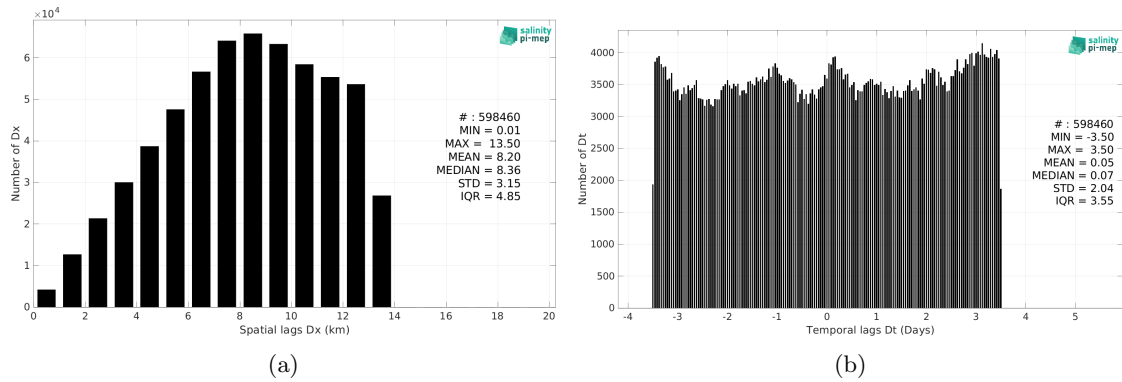 ×10⁴
salinity
pi-mep
6
5
4
3
2
1
0
Number of Dx
# : 598460
MIN = 0.01
MAX = 13.50
MEAN = 8.20
MEDIAN = 8.36
STD = 3.15
IQR = 4.85
0 2 4 6 8 10 12 14 16 18 20
Spatial lags Dx (km)
(a)
salinity
pi-mep
4000
3500
3000
2500
2000
1500
1000
500
0
Number of Dt
# : 598460
MIN = -3.50
MAX = 3.50
MEAN = 0.05
MEDIAN = 0.07
STD = 2.04
IQR = 3.55
-4 -3 -2 -1 0 1 2 3 4 5
Temporal lags Dt (Days)
(b)